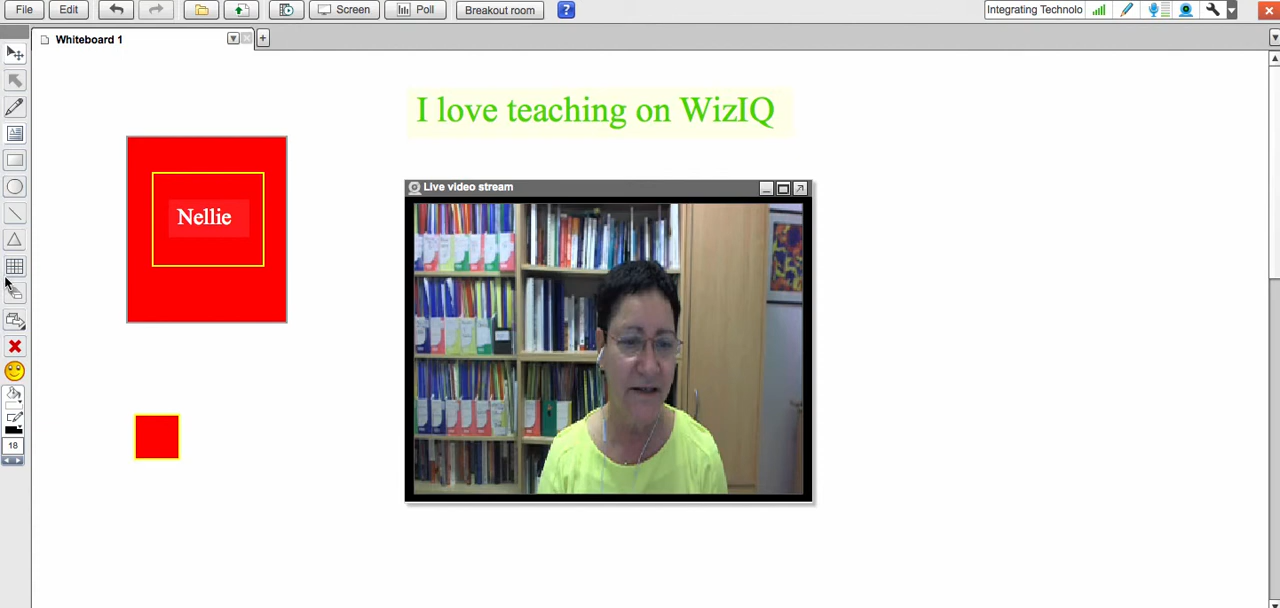 File Edit Screen Poll Breakout room ? Integrating Technolo
Whiteboard 1
I love teaching on WizIQ
Live video stream
Nellie
18